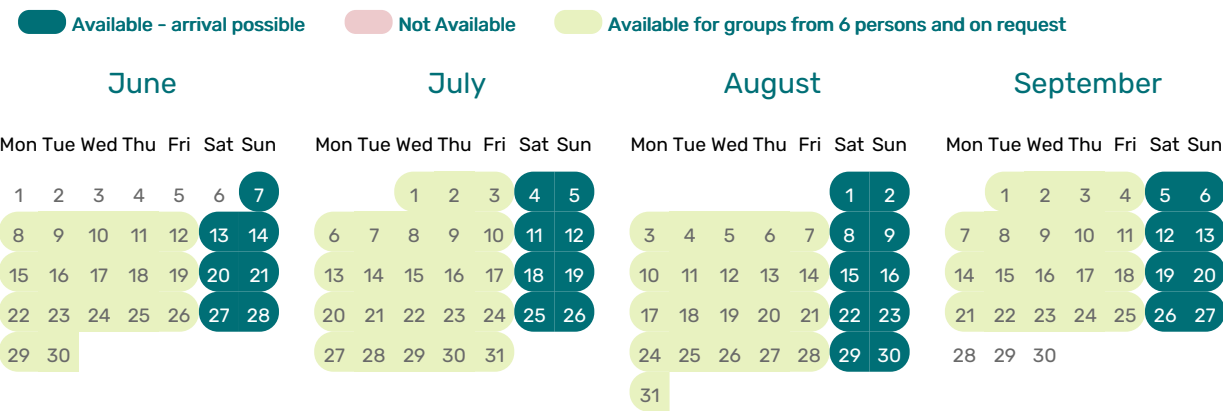 Available - arrival possible Not Available Available for groups from 6 persons and on request
June July August September
Mon Tue Wed Thu Fri Sat Sun Mon Tue Wed Thu Fri Sat Sun Mon Tue Wed Thu Fri Sat Sun Mon Tue Wed Thu Fri Sat Sun
1 2 3 4 5 6 7 1 2 3 4 5 1 2 1 2 3 4 5 6
8 9 10 11 12 13 14 6 7 8 9 10 11 12 3 4 5 6 7 8 9 7 8 9 10 11 12 13
15 16 17 18 19 20 21 13 14 15 16 17 18 19 10 11 12 13 14 15 16 14 15 16 17 18 19 20
22 23 24 25 26 27 28 20 21 22 23 24 25 26 17 18 19 20 21 22 23 21 22 23 24 25 26 27
29 30 27 28 29 30 31 24 25 26 27 28 29 30 28 29 30
31